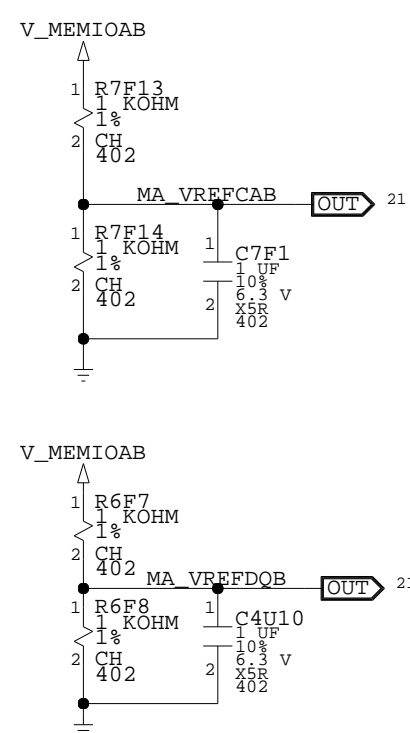 V_MEMIOAB
1 R7F13
1 KOHM
1%
2 CH
402
MA_VREFCAB OUT 21
1 R7F14
1 KOHM
1%
2 CH
402
1 C7F1
1 UF
10%
6.3 V
2 X5R
402
V_MEMIOAB
1 R6F7
1 KOHM
1%
2 CH
402
MA_VREFDQB OUT 21
1 R6F8
1 KOHM
1%
2 CH
402
1 C4U10
1 UF
10%
6.3 V
2 X5R
402